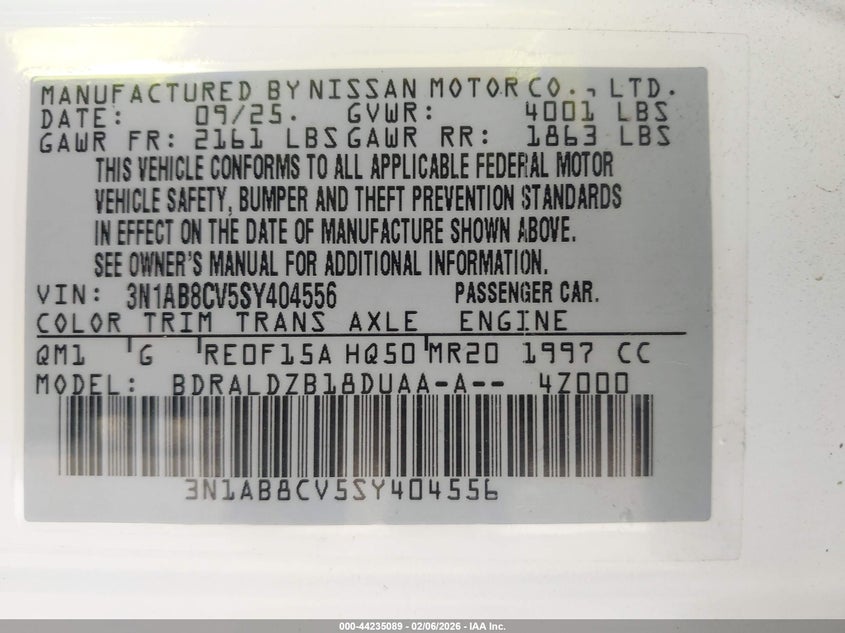 MANUFACTURED BY NISSAN MOTOR CO., LTD.
DATE: 09/25. GVWR: 4001 LBS
GAWR FR: 2161 LBS GAWR RR: 1863 LBS
THIS VEHICLE CONFORMS TO ALL APPLICABLE FEDERAL MOTOR
VEHICLE SAFETY, BUMPER AND THEFT PREVENTION STANDARDS
IN EFFECT ON THE DATE OF MANUFACTURE SHOWN ABOVE.
SEE OWNER'S MANUAL FOR ADDITIONAL INFORMATION.
VIN: 3N1AB8CV5SY404556 PASSENGER CAR.
COLOR TRIM TRANS AXLE ENGINE
QM1 G RE0F15A HQ50 MR20 1997 CC
MODEL: BDRALDZB18DUAA-A-- 4Z000
3N1AB8CV5SY404556
000-44235089 - 02/06/2026 - IAA Inc.